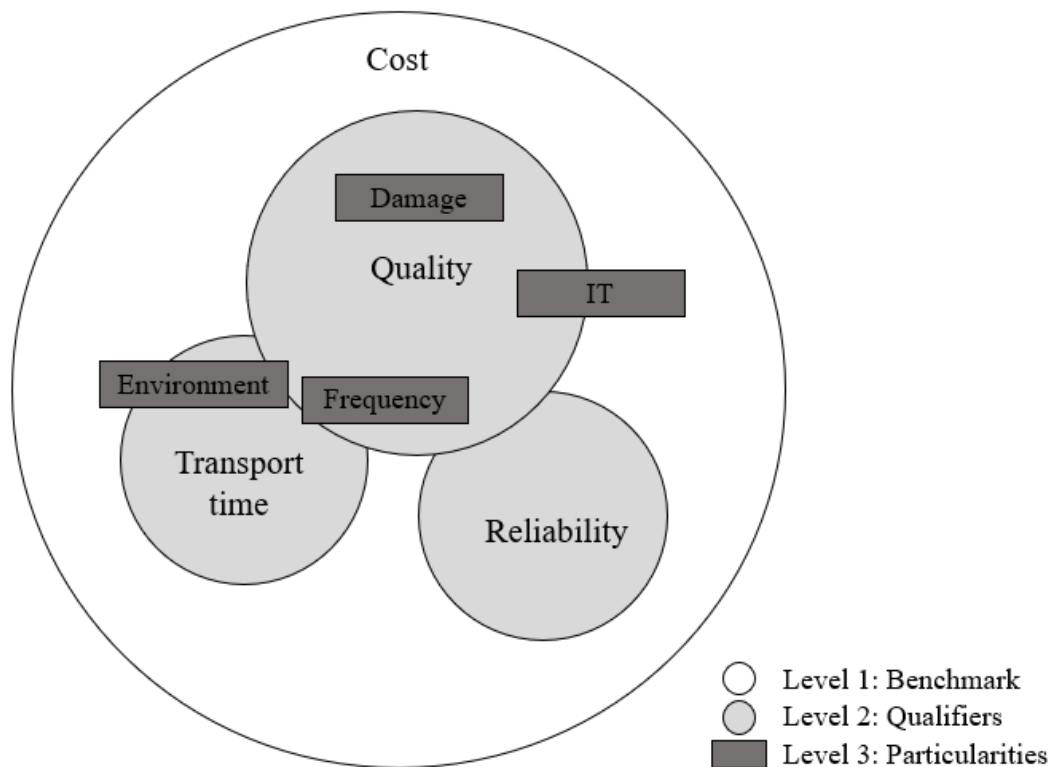 Cost
Damage
Quality
IT
Environment
Frequency
Transport
time
Reliability
Level 1: Benchmark
Level 2: Qualifiers
Level 3: Particularities